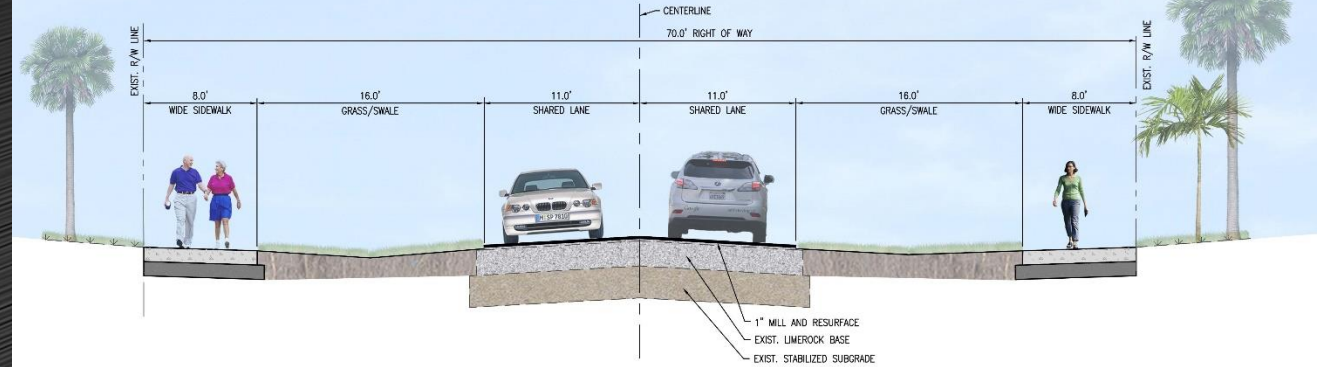 CENTERLINE
70.0' RIGHT OF WAY
EXIST. R/W LINE
EXIST. R/W LINE
8.0'
WIDE SIDEWALK
16.0'
GRASS/SWALE
11.0'
SHARED LANE
11.0'
SHARED LANE
16.0'
GRASS/SWALE
8.0'
WIDE SIDEWALK
1" MILL AND RESURFACE
EXIST. LIMEROCK BASE
EXIST. STABILIZED SUBGRADE